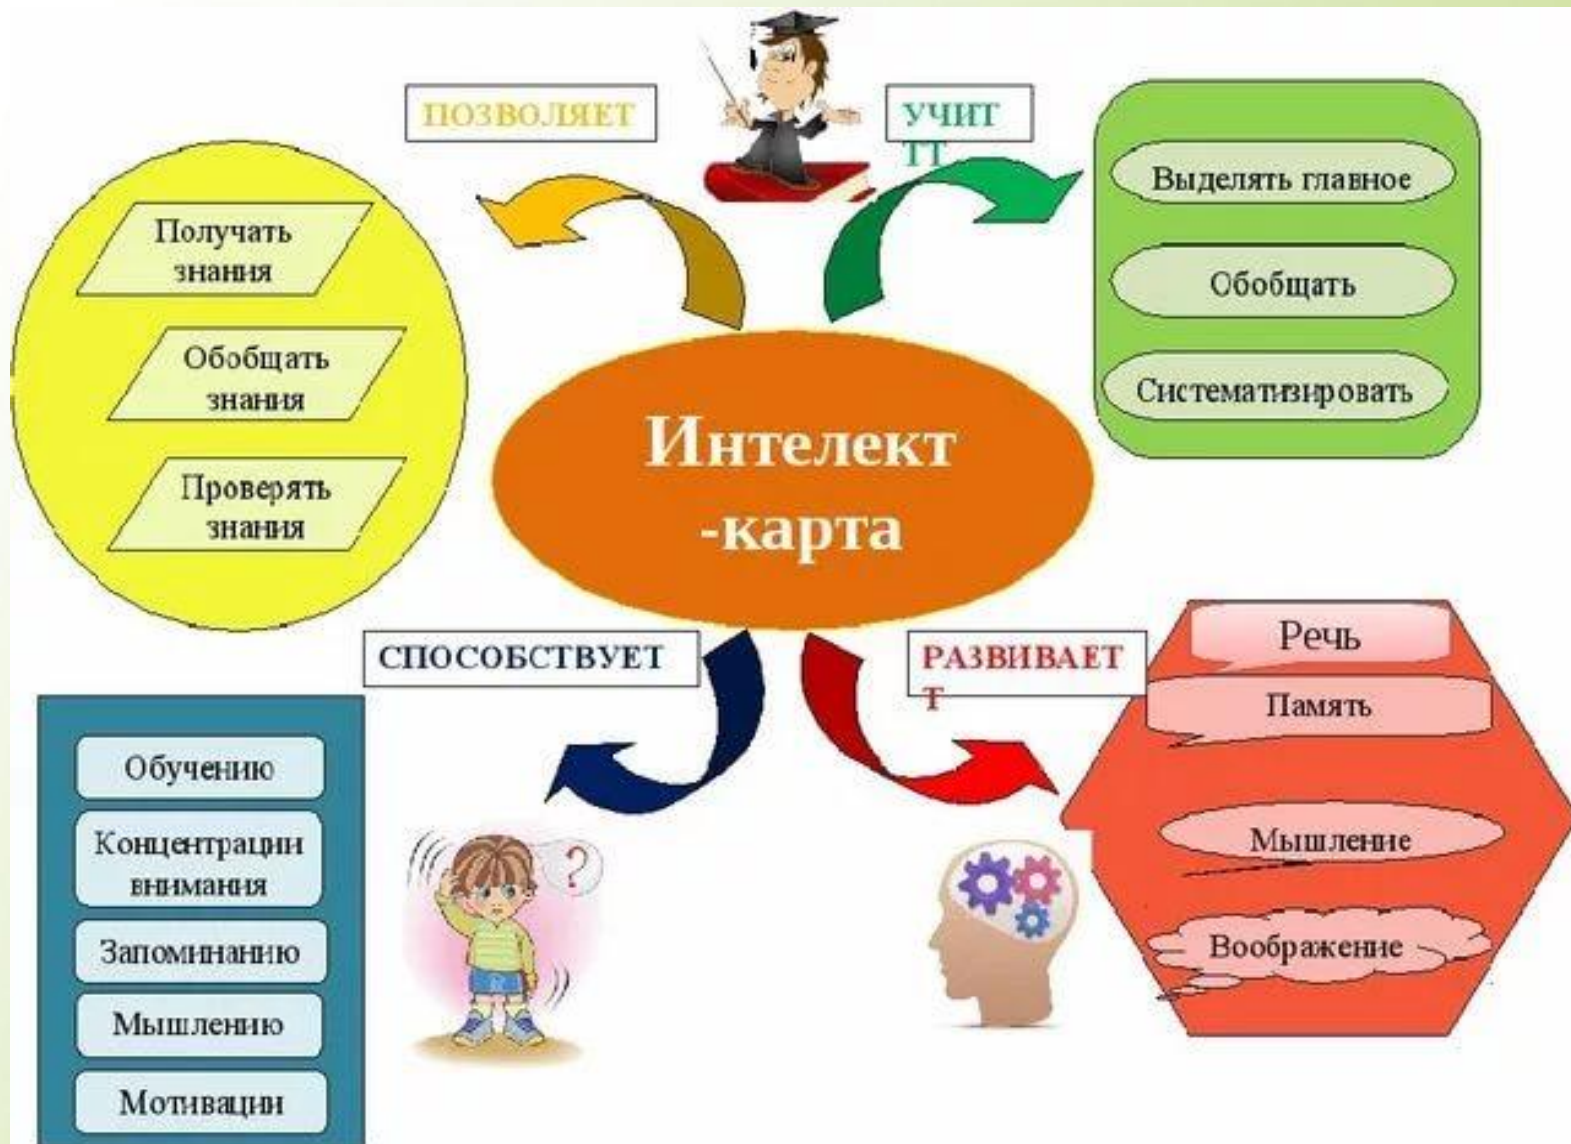 ПОЗВОЛЯЕТ
Получать
знания
Обобщать
знания
Проверять
знания
УЧИТ
ТТ
Выделять главное
Обобщать
Систематизировать
Интелект
-карта
СПОСОБСТВУЕТ
Обучению
Концентрации
внимания
Запоминанию
Мышлению
Мотивации
?
РАЗВИВАЕТ
Т
Речь
Память
Мышление
Воображение